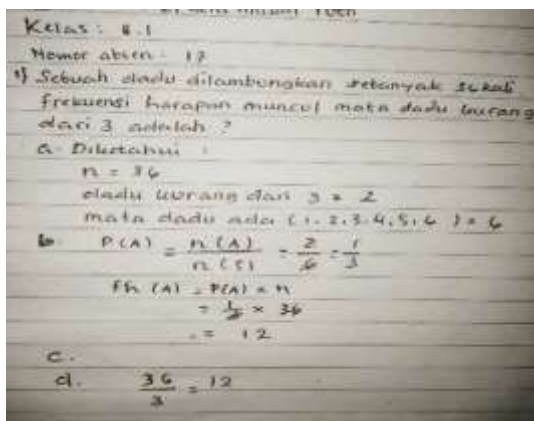 Kelas : 8.1
Nomor absen : 17
1) Sebuah dadu dilambungkan sebanyak 36 kali
frekuensi harapan muncul mata dadu kurang
dari 3 adalah ?
a. Diketahui :
n = 36
dadu kurang dari 3 = 2
mata dadu ada (1.2.3.4.5.6) = 6
b. P(A) = n(A)/n(S) = 2/6 = 1/3
Fh (A) = P(A) x n
= 1/3 x 36
= 12
c.
d. 36/3 = 12